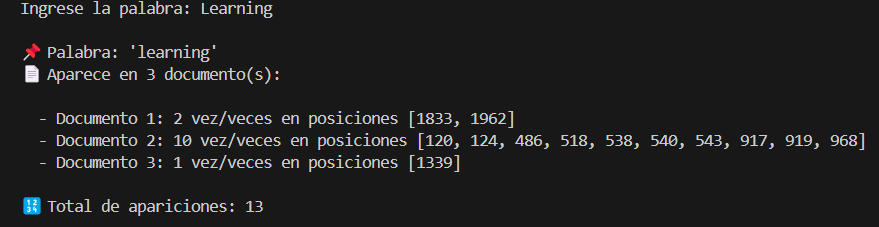 Ingrese la palabra: Learning
📌 Palabra: 'learning'
📄 Aparece en 3 documento(s):
- Documento 1: 2 vez/veces en posiciones [1833, 1962]
- Documento 2: 10 vez/veces en posiciones [120, 124, 486, 518, 538, 540, 543, 917, 919, 968]
- Documento 3: 1 vez/veces en posiciones [1339]
🔢 Total de apariciones: 13